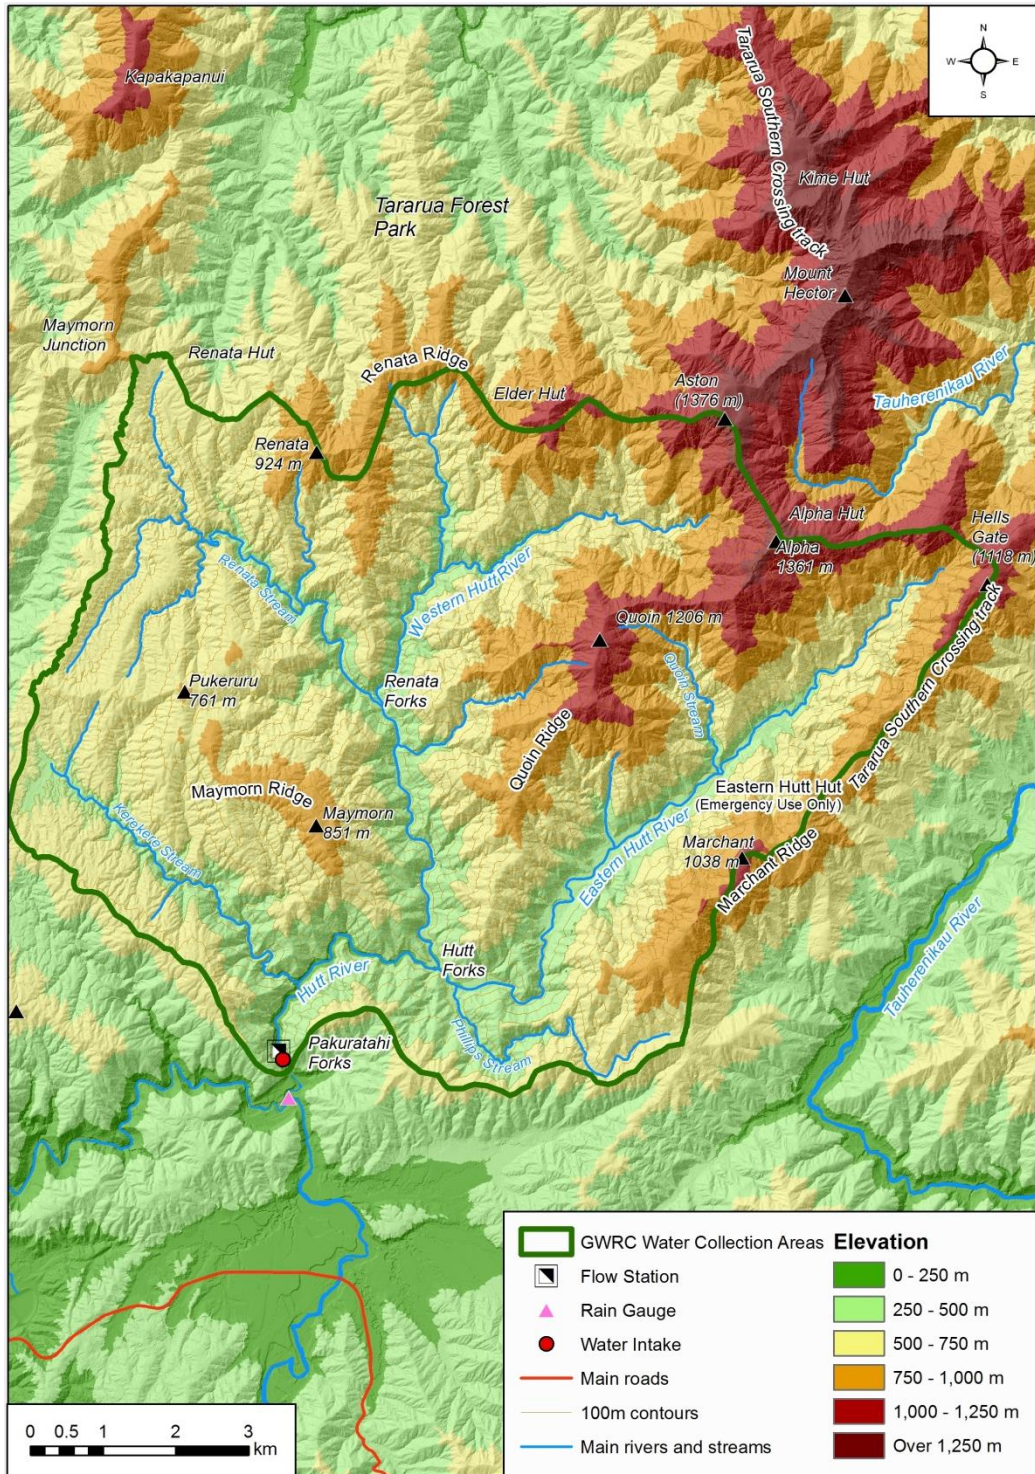 N
W E
S
Kapakapanui
Tararua Southern Crossing track
Kime Hut
Tararua Forest
Park
Mount
Hector
Maymorn
Junction
Renata Hut
Renata Ridge
Elder Hut
Aston
(1376 m)
Tauherenikau River
Renata
924 m
Alpha Hut
Hells
Gate
(1118 m)
Alpha
1361 m
Renata Stream
Western Hutt River
Quoin 1206 m
Quoin Stream
Tararua Southern Crossing track
Pukeruru
761 m
Renata
Forks
Quoin Ridge
Maymorn Ridge
Maymorn
851 m
Eastern Hutt Hut
(Emergency Use Only)
Kerekere Stream
Eastern Hutt River
Marchant
1038 m
Marchant Ridge
Hutt
Forks
Hutt River
Tauherenikau River
Phillips Stream
Pakuratahi
Forks
GWRC Water Collection Areas
Flow Station
Rain Gauge
Water Intake
Main roads
100m contours
Main rivers and streams
Elevation
0 - 250 m
250 - 500 m
500 - 750 m
750 - 1,000 m
1,000 - 1,250 m
Over 1,250 m
0 0.5 1 2 3
km